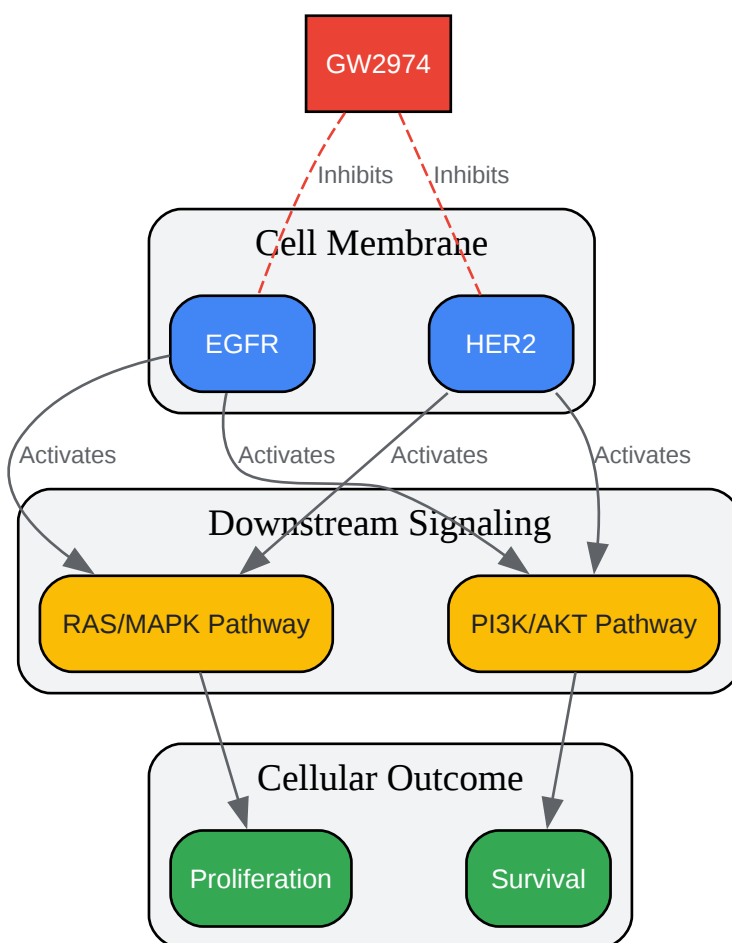 GW2974
Inhibits
Inhibits
Cell Membrane
EGFR
HER2
Activates
Activates
Activates
Activates
Downstream Signaling
RAS/MAPK Pathway
PI3K/AKT Pathway
Cellular Outcome
Proliferation
Survival